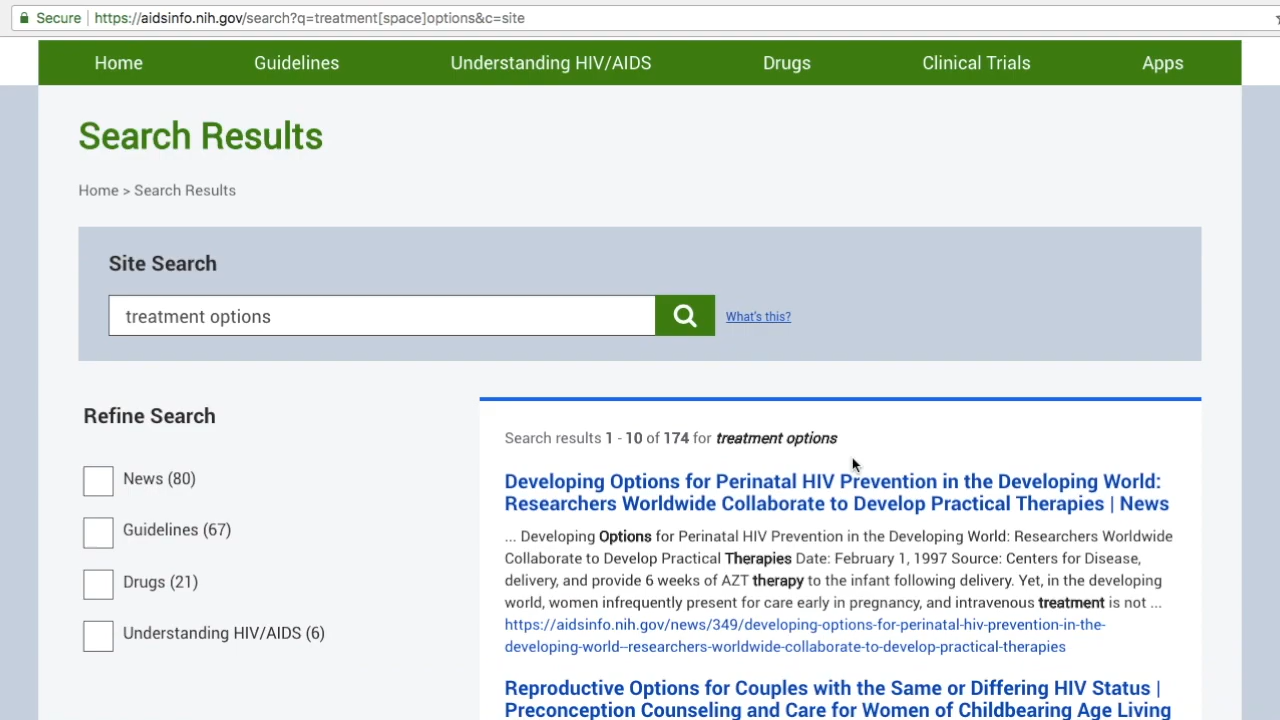 Secure https://aidsinfo.nih.gov/search?q=treatment[space]options&c=site
Home Guidelines Understanding HIV/AIDS Drugs Clinical Trials Apps
Search Results
Home > Search Results
Site Search
treatment options What's this?
Refine Search
News (80)
Guidelines (67)
Drugs (21)
Understanding HIV/AIDS (6)
Search results 1 - 10 of 174 for treatment options
Developing Options for Perinatal HIV Prevention in the Developing World:
Researchers Worldwide Collaborate to Develop Practical Therapies | News
... Developing Options for Perinatal HIV Prevention in the Developing World: Researchers Worldwide
Collaborate to Develop Practical Therapies Date: February 1, 1997 Source: Centers for Disease,
delivery, and provide 6 weeks of AZT therapy to the infant following delivery. Yet, in the developing
world, women infrequently present for care early in pregnancy, and intravenous treatment is not ...
https://aidsinfo.nih.gov/news/349/developing-options-for-perinatal-hiv-prevention-in-the-
developing-world--researchers-worldwide-collaborate-to-develop-practical-therapies
Reproductive Options for Couples with the Same or Differing HIV Status |
Preconception Counseling and Care for Women of Childbearing Age Living